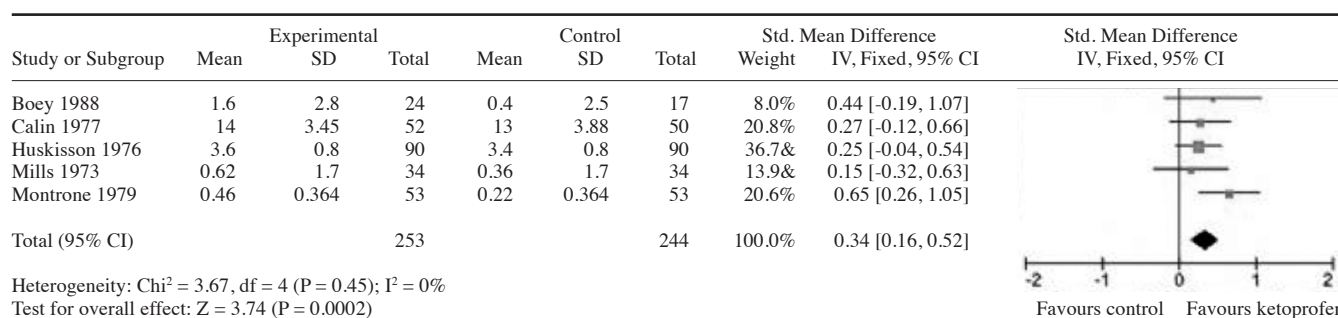 Experimental Control Std. Mean Difference Std. Mean Difference
Study or Subgroup Mean SD Total Mean SD Total Weight IV, Fixed, 95% CI IV, Fixed, 95% CI
Boey 1988 1.6 2.8 24 0.4 2.5 17 8.0% 0.44 [-0.19, 1.07]
Calin 1977 14 3.45 52 13 3.88 50 20.8% 0.27 [-0.12, 0.66]
Huskisson 1976 3.6 0.8 90 3.4 0.8 90 36.7& 0.25 [-0.04, 0.54]
Mills 1973 0.62 1.7 34 0.36 1.7 34 13.9& 0.15 [-0.32, 0.63]
Montrone 1979 0.46 0.364 53 0.22 0.364 53 20.6% 0.65 [0.26, 1.05]
Total (95% CI) 253 244 100.0% 0.34 [0.16, 0.52]
Heterogeneity: Chi² = 3.67, df = 4 (P = 0.45); I² = 0%
Test for overall effect: Z = 3.74 (P = 0.0002)
-2 -1 0 1 2
Favours control Favours ketoprofen